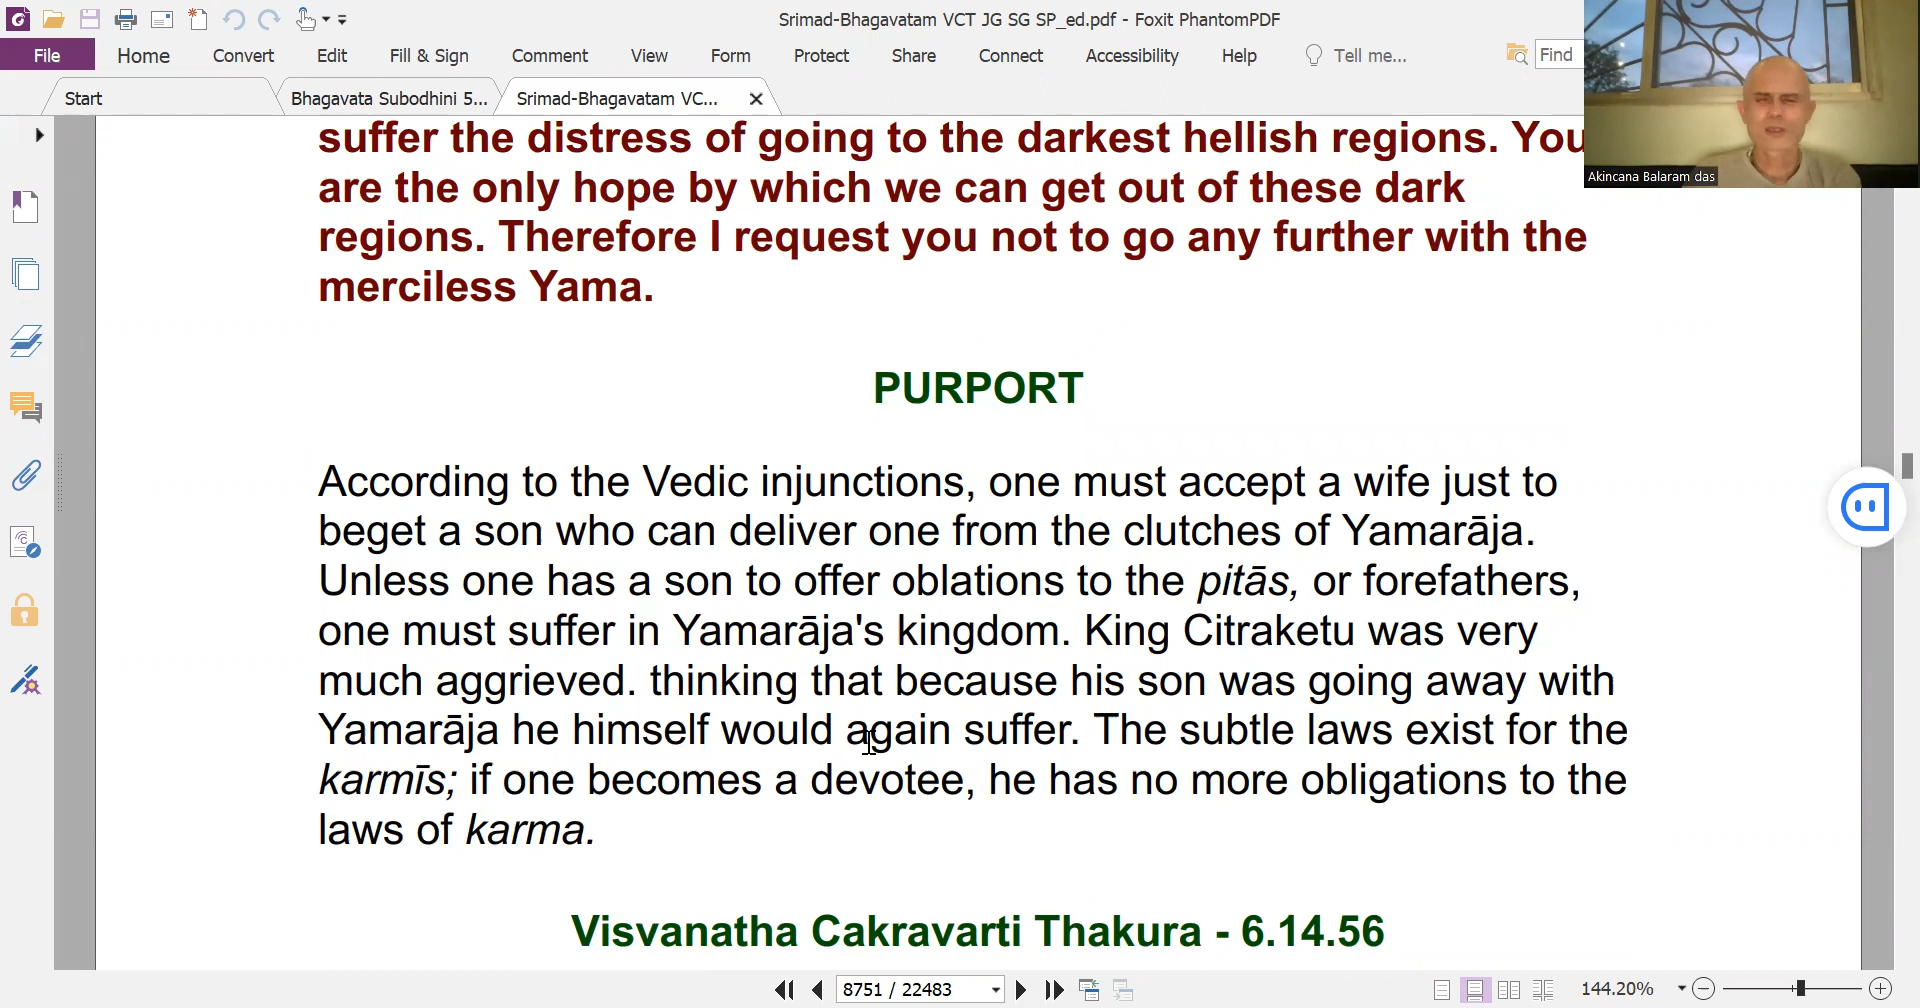 Srimad-Bhagavatam VCT JG SG SP_ed.pdf - Foxit PhantomPDF
File Home Convert Edit Fill & Sign Comment View Form Protect Share Connect Accessibility Help Tell me... Find
Start Bhagavata Subodhini 5... Srimad-Bhagavatam VC...
Akincana Balaram das
suffer the distress of going to the darkest hellish regions. You
are the only hope by which we can get out of these dark
regions. Therefore I request you not to go any further with the
merciless Yama.
PURPORT
According to the Vedic injunctions, one must accept a wife just to
beget a son who can deliver one from the clutches of Yamarāja.
Unless one has a son to offer oblations to the pitās, or forefathers,
one must suffer in Yamarāja's kingdom. King Citraketu was very
much aggrieved. thinking that because his son was going away with
Yamarāja he himself would again suffer. The subtle laws exist for the
karmīs; if one becomes a devotee, he has no more obligations to the
laws of karma.
Visvanatha Cakravarti Thakura - 6.14.56
8751 / 22483 144.20%